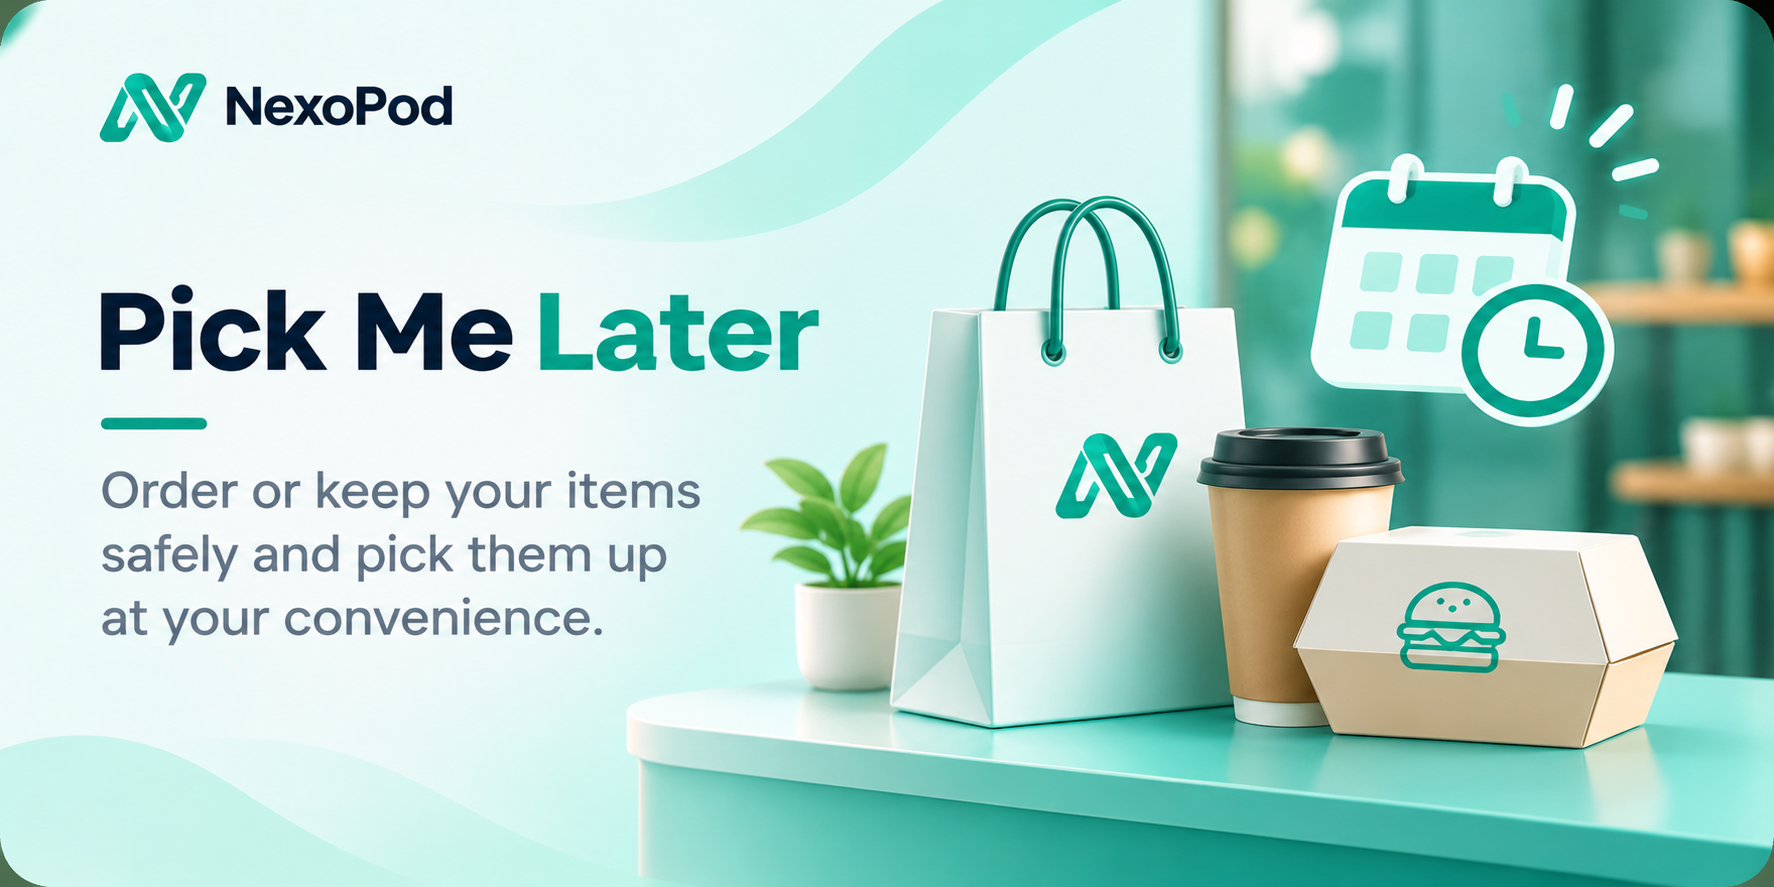 NexoPod
Pick Me Later
Order or keep your items
safely and pick them up
at your convenience.